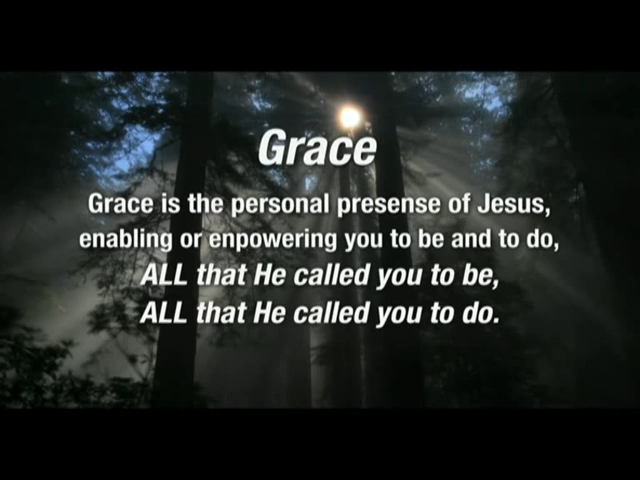 Grace
Grace is the personal presense of Jesus,
enabling or enpowering you to be and to do,
ALL that He called you to be,
ALL that He called you to do.